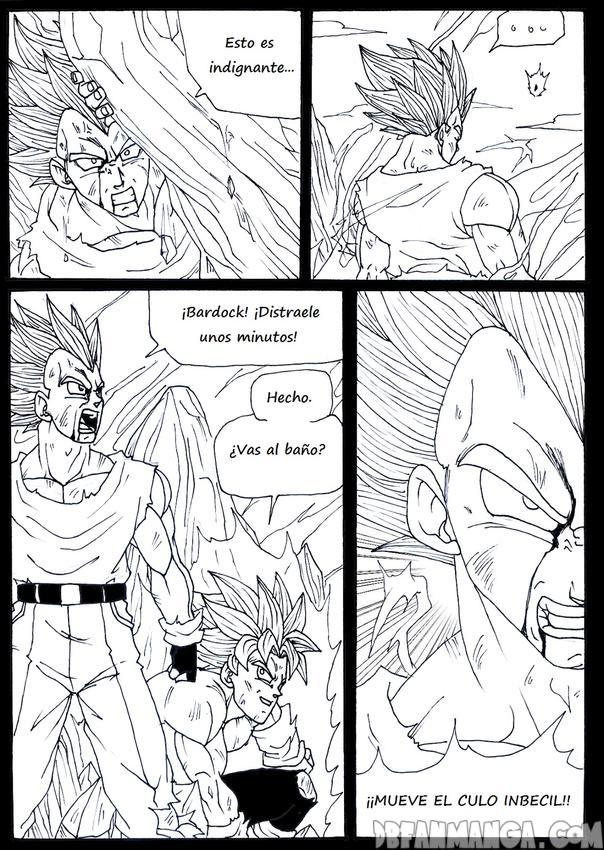 Esto es
indignante...
...
¡Bardock! ¡Distraele
unos minutos!
Hecho.
¿Vas al baño?
¡¡MUEVE EL CULO INBECIL!!
DBFANMANGA.COM